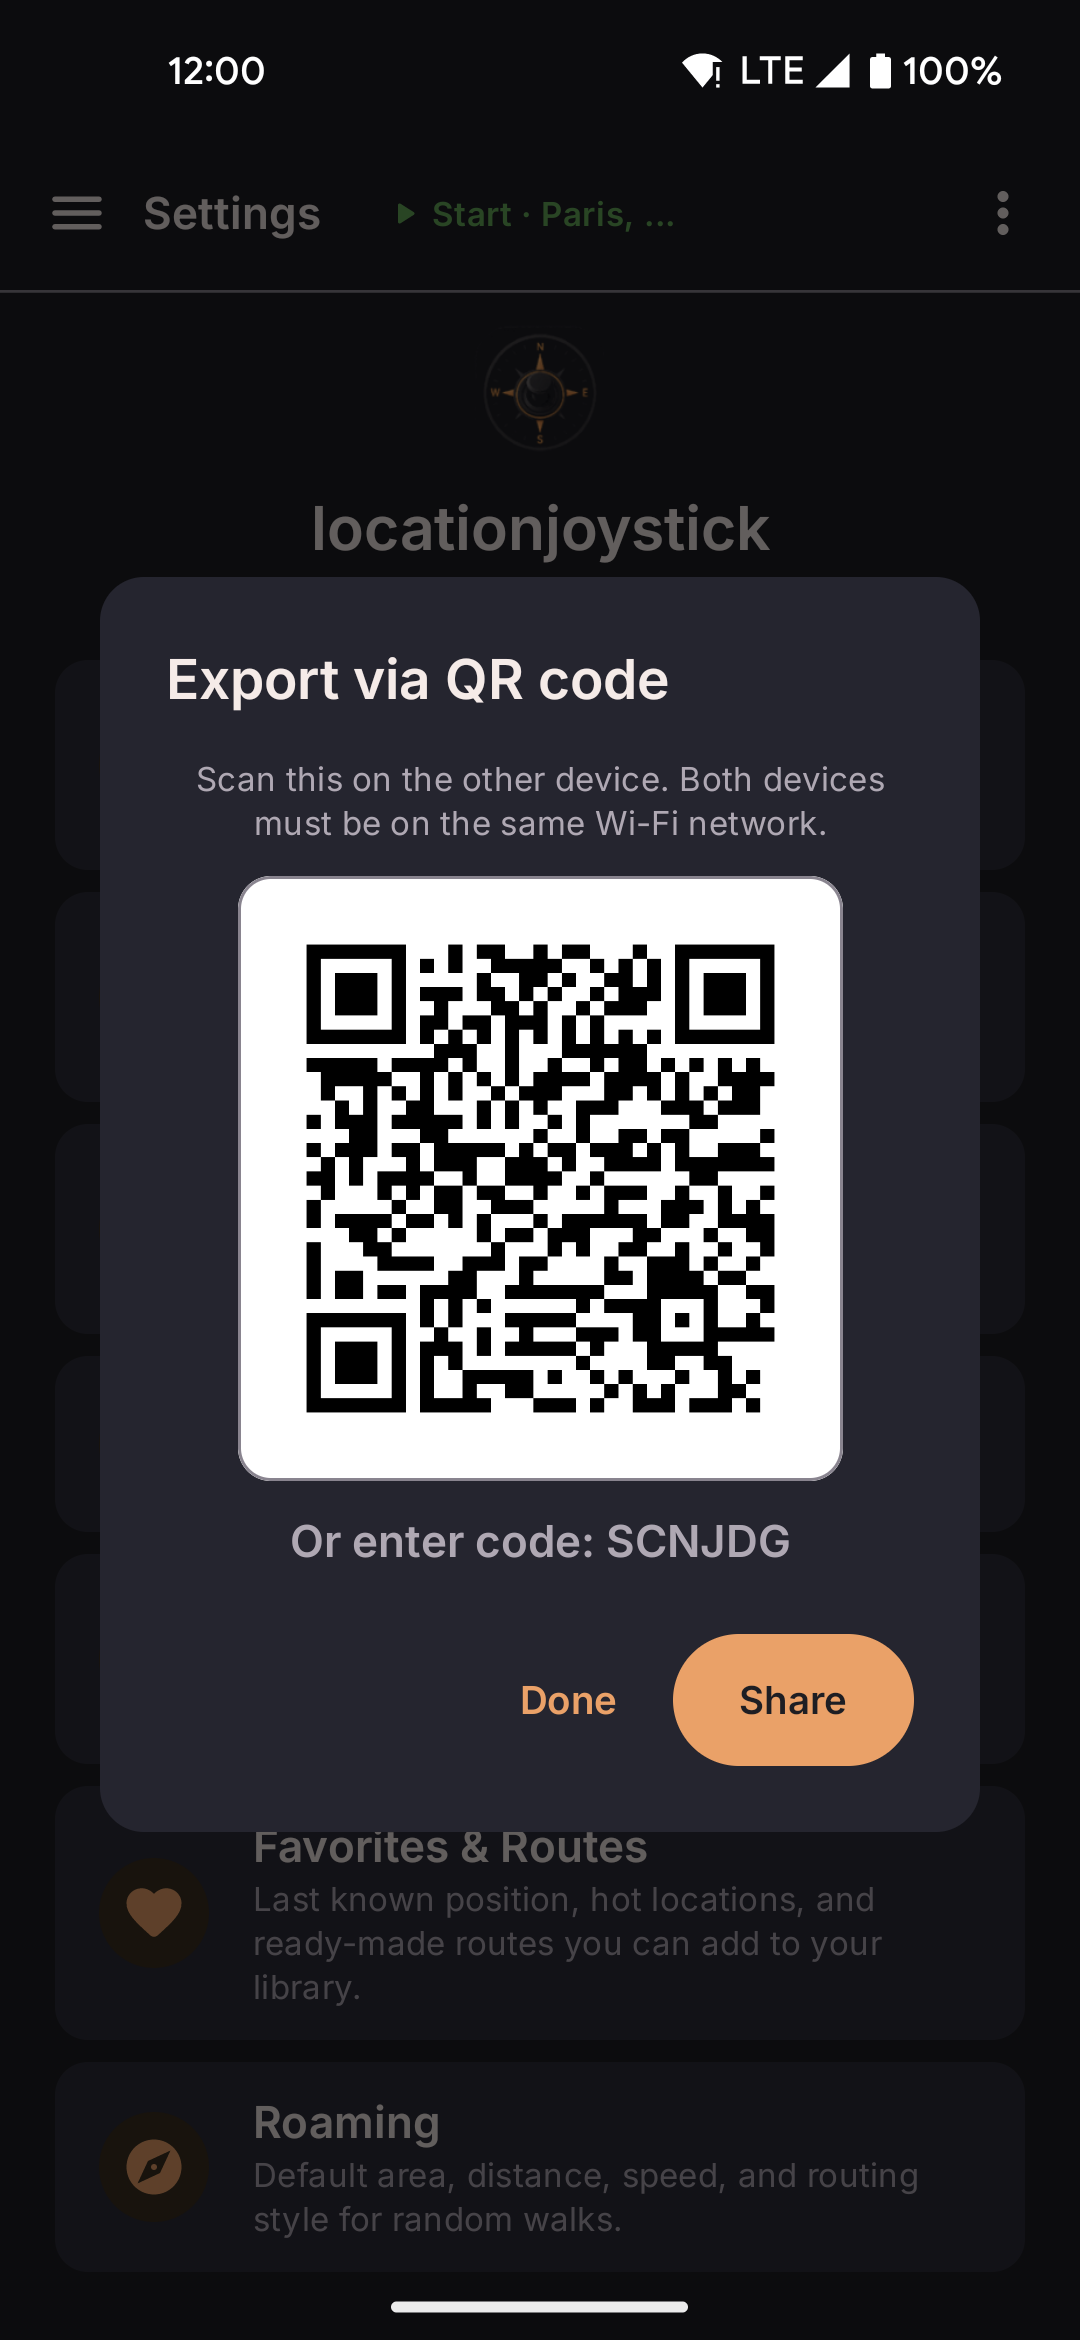 12:00
LTE
100%
Settings
Start · Paris, ...
N
W
E
S
locationjoystick
Export via QR code
Scan this on the other device. Both devices
must be on the same Wi-Fi network.
Or enter code: SCNJDG
Done
Share
Favorites & Routes
Last known position, hot locations, and
ready-made routes you can add to your
library.
Roaming
Default area, distance, speed, and routing
style for random walks.